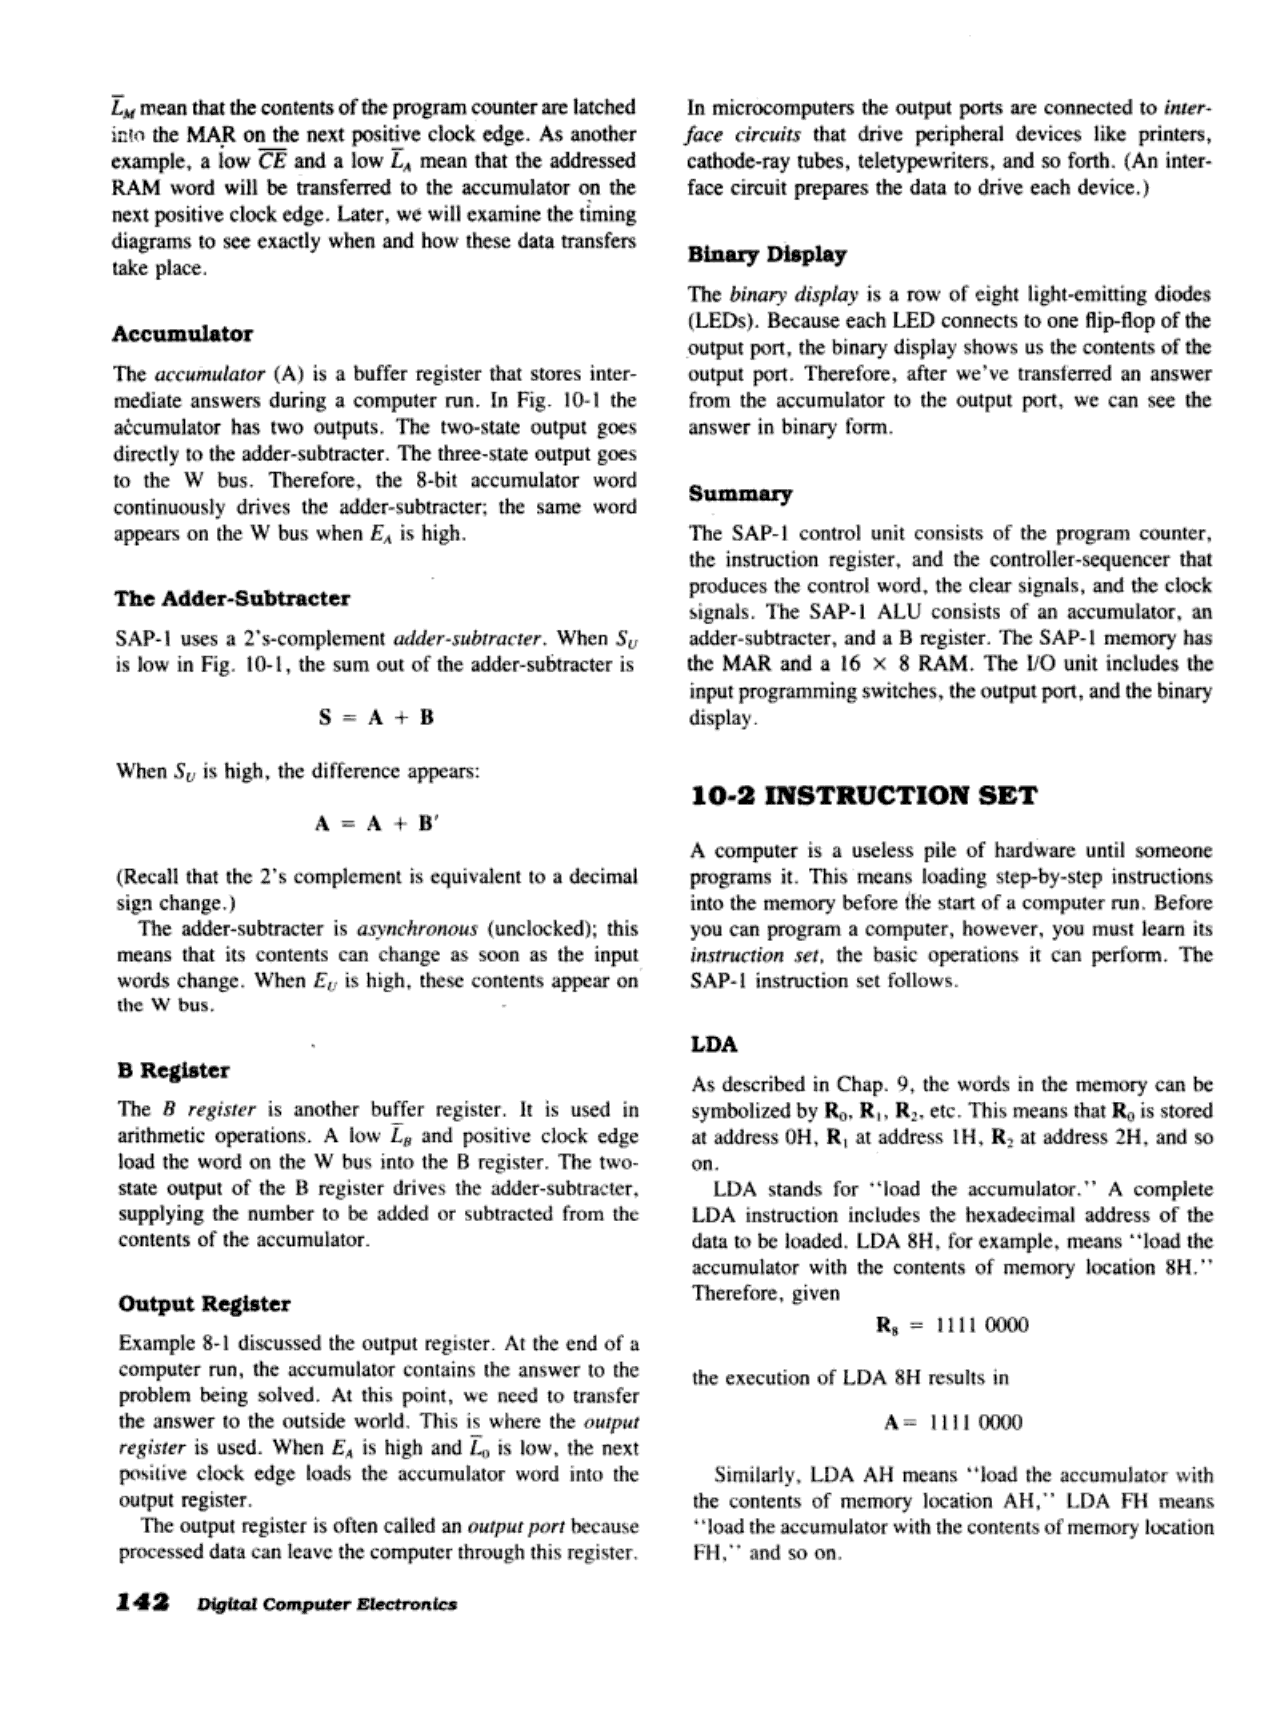 L̅M mean that the contents of the program counter are latched
into the MAR on the next positive clock edge. As another
example, a low C̅E̅ and a low L̅A mean that the addressed
RAM word will be transferred to the accumulator on the
next positive clock edge. Later, we will examine the timing
diagrams to see exactly when and how these data transfers
take place.
Accumulator
The accumulator (A) is a buffer register that stores inter-
mediate answers during a computer run. In Fig. 10-1 the
accumulator has two outputs. The two-state output goes
directly to the adder-subtracter. The three-state output goes
to the W bus. Therefore, the 8-bit accumulator word
continuously drives the adder-subtracter; the same word
appears on the W bus when EA is high.
The Adder-Subtracter
SAP-1 uses a 2's-complement adder-subtracter. When SU
is low in Fig. 10-1, the sum out of the adder-subtracter is
S = A + B
When SU is high, the difference appears:
A = A + B'
(Recall that the 2's complement is equivalent to a decimal
sign change.)
The adder-subtracter is asynchronous (unclocked); this
means that its contents can change as soon as the input
words change. When EU is high, these contents appear on
the W bus.
B Register
The B register is another buffer register. It is used in
arithmetic operations. A low L̅B and positive clock edge
load the word on the W bus into the B register. The two-
state output of the B register drives the adder-subtracter,
supplying the number to be added or subtracted from the
contents of the accumulator.
Output Register
Example 8-1 discussed the output register. At the end of a
computer run, the accumulator contains the answer to the
problem being solved. At this point, we need to transfer
the answer to the outside world. This is where the output
register is used. When EA is high and L̅0 is low, the next
positive clock edge loads the accumulator word into the
output register.
The output register is often called an output port because
processed data can leave the computer through this register.
In microcomputers the output ports are connected to inter-
face circuits that drive peripheral devices like printers,
cathode-ray tubes, teletypewriters, and so forth. (An inter-
face circuit prepares the data to drive each device.)
Binary Display
The binary display is a row of eight light-emitting diodes
(LEDs). Because each LED connects to one flip-flop of the
output port, the binary display shows us the contents of the
output port. Therefore, after we've transferred an answer
from the accumulator to the output port, we can see the
answer in binary form.
Summary
The SAP-1 control unit consists of the program counter,
the instruction register, and the controller-sequencer that
produces the control word, the clear signals, and the clock
signals. The SAP-1 ALU consists of an accumulator, an
adder-subtracter, and a B register. The SAP-1 memory has
the MAR and a 16 × 8 RAM. The I/O unit includes the
input programming switches, the output port, and the binary
display.
10-2 INSTRUCTION SET
A computer is a useless pile of hardware until someone
programs it. This means loading step-by-step instructions
into the memory before the start of a computer run. Before
you can program a computer, however, you must learn its
instruction set, the basic operations it can perform. The
SAP-1 instruction set follows.
LDA
As described in Chap. 9, the words in the memory can be
symbolized by R0, R1, R2, etc. This means that R0 is stored
at address 0H, R1 at address 1H, R2 at address 2H, and so
on.
LDA stands for "load the accumulator." A complete
LDA instruction includes the hexadecimal address of the
data to be loaded. LDA 8H, for example, means "load the
accumulator with the contents of memory location 8H."
Therefore, given
R8 = 1111 0000
the execution of LDA 8H results in
A = 1111 0000
Similarly, LDA AH means "load the accumulator with
the contents of memory location AH," LDA FH means
"load the accumulator with the contents of memory location
FH," and so on.
142 Digital Computer Electronics